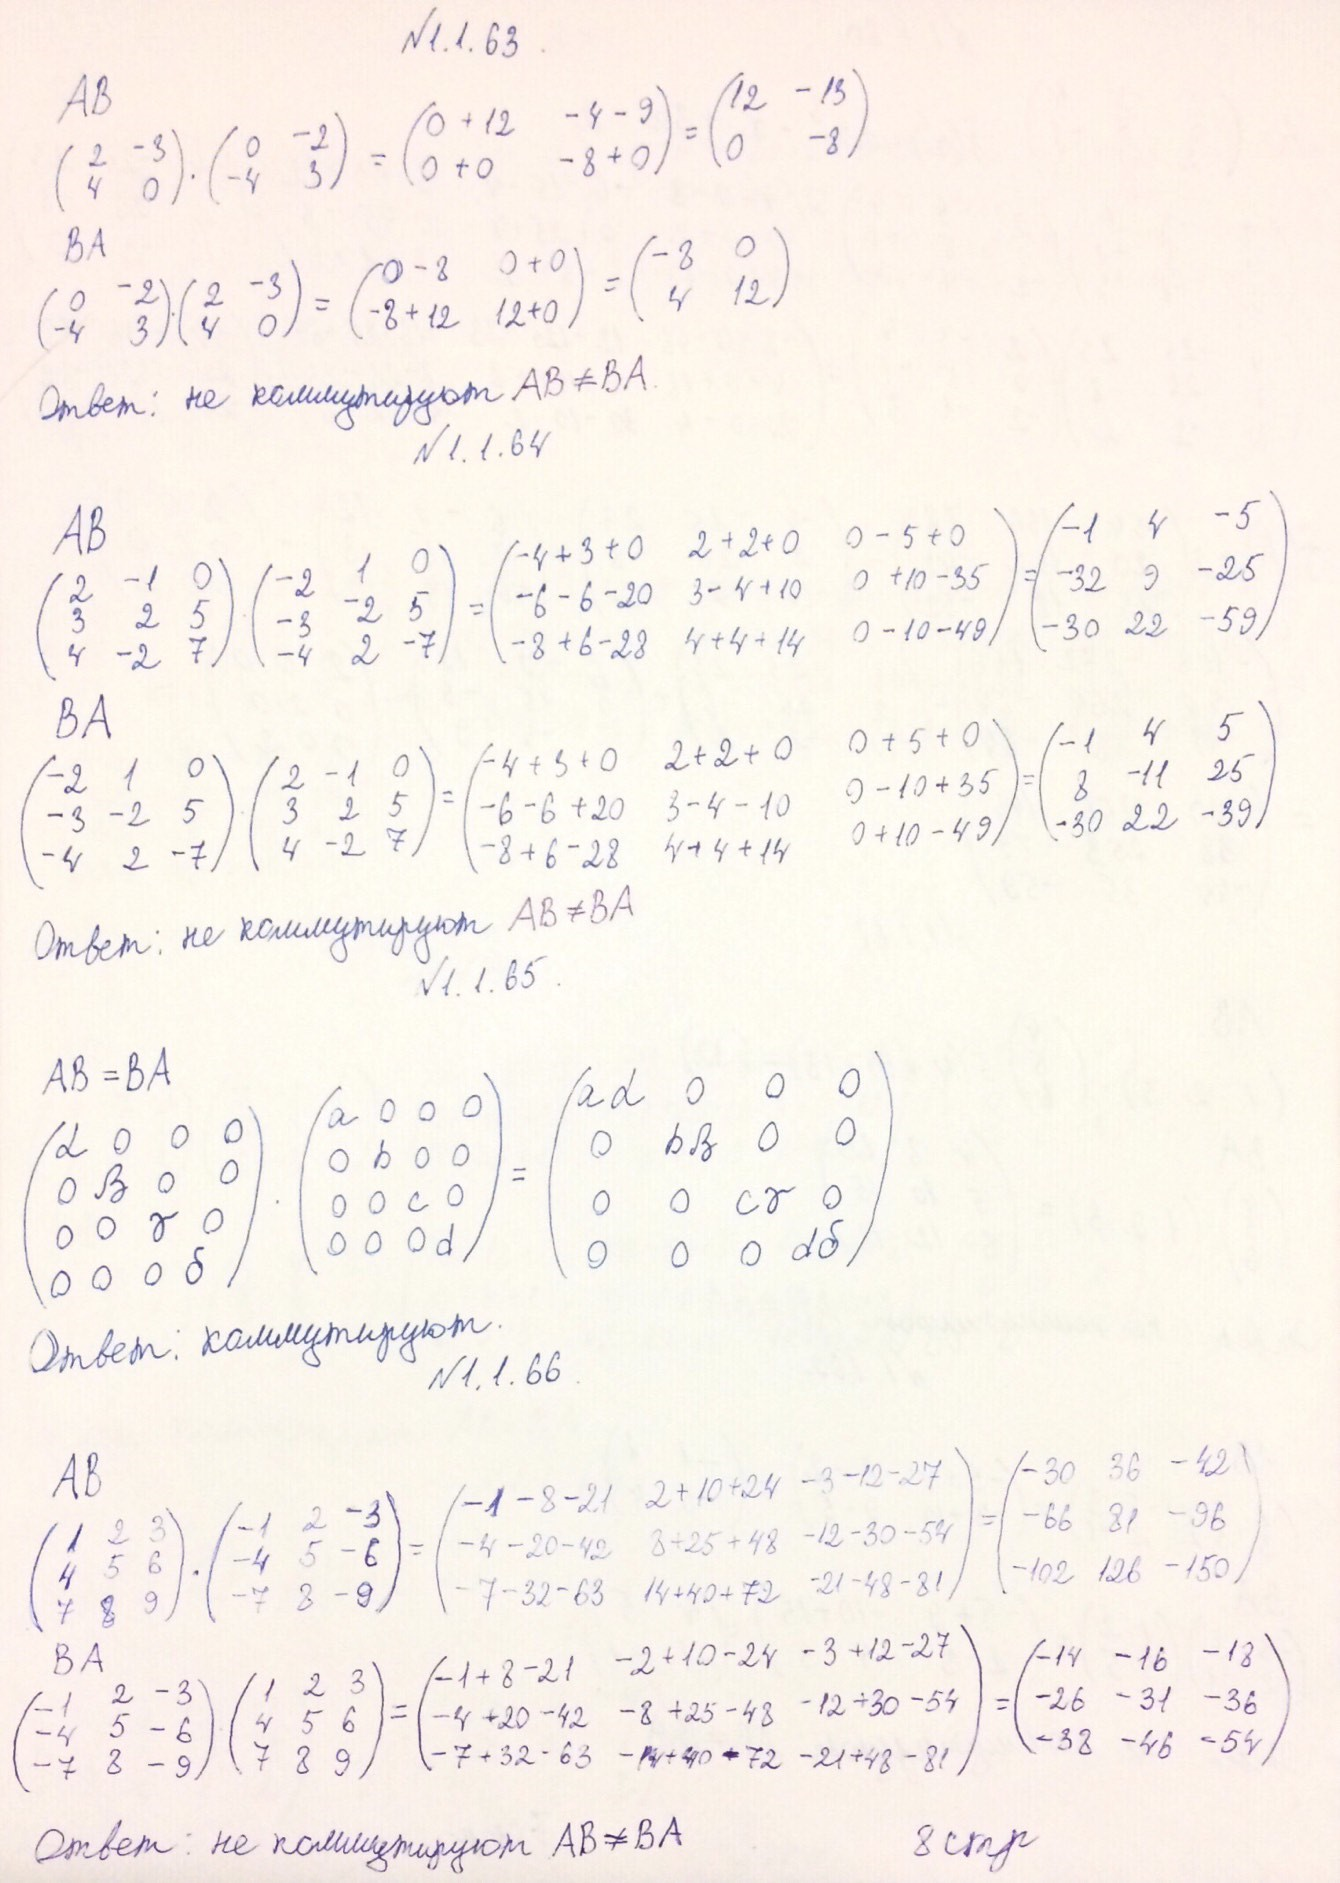 №1.1.63.
AB
(2 -3; 4 0) · (0 -2; -4 3) = (0+12 -4-9; 0+0 -8+0) = (12 -13; 0 -8)
BA
(0 -2; -4 3) · (2 -3; 4 0) = (0-8 0+0; -8+12 12+0) = (-8 0; 4 12)
Ответ: не коммутируют AB≠BA.
№1.1.64
AB
(2 -1 0; 3 2 5; 4 -2 7) · (-2 1 0; -3 -2 5; -4 2 -7) = (-4+3+0 2+2+0 0-5+0; -6-6-20 3-4+10 0+10-35; -8+6-28 4+4+14 0-10-49) = (-1 4 -5; -32 9 -25; -30 22 -59)
BA
(-2 1 0; -3 -2 5; -4 2 -7) · (2 -1 0; 3 2 5; 4 -2 7) = (-4+3+0 2+2+0 0+5+0; -6-6+20 3-4-10 0-10+35; -8+6-28 4+4+14 0+10-49) = (-1 4 5; 8 -11 25; -30 22 -39)
Ответ: не коммутируют AB≠BA
№1.1.65.
AB=BA
(α 0 0 0; 0 β 0 0; 0 0 γ 0; 0 0 0 δ) · (a 0 0 0; 0 b 0 0; 0 0 c 0; 0 0 0 d) = (aα 0 0 0; 0 bβ 0 0; 0 0 cγ 0; 0 0 0 dδ)
Ответ: коммутируют.
№1.1.66.
AB
(1 2 3; 4 5 6; 7 8 9) · (-1 2 -3; -4 5 -6; -7 8 -9) = (-1-8-21 2+10+24 -3-12-27; -4-20-42 8+25+48 -12-30-54; -7-32-63 14+40+72 -21-48-81) = (-30 36 -42; -66 81 -96; -102 126 -150)
BA
(-1 2 -3; -4 5 -6; -7 8 -9) · (1 2 3; 4 5 6; 7 8 9) = (-1+8-21 -2+10-24 -3+12-27; -4+20-42 -8+25-48 -12+30-54; -7+32-63 -14+40-72 -21+48-81) = (-14 -16 -18; -26 -31 -36; -38 -46 -54)
Ответ: не коммутируют AB≠BA
8 стр